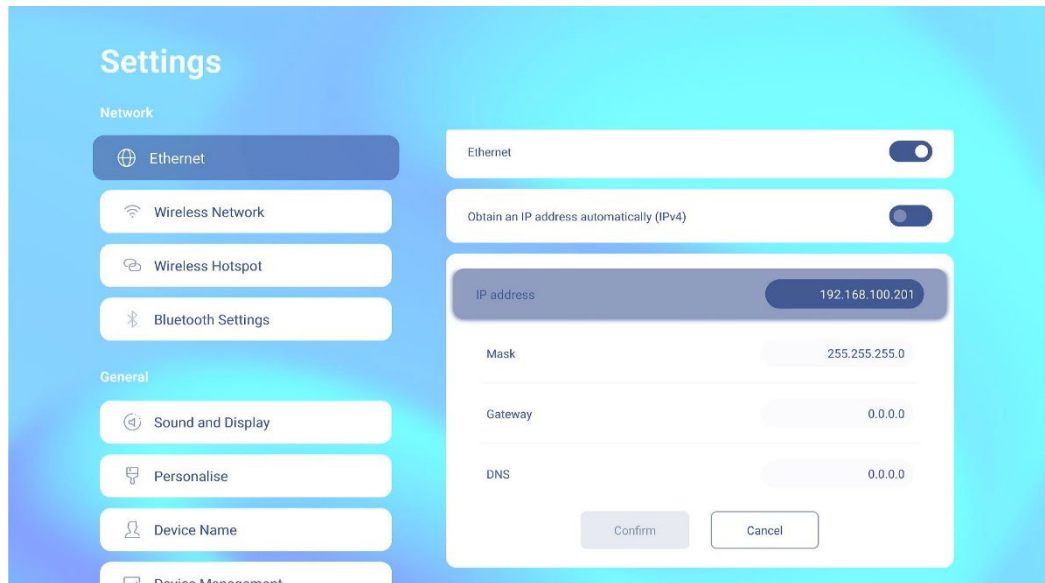 Settings
Network
Ethernet
Wireless Network
Wireless Hotspot
Bluetooth Settings
General
Sound and Display
Personalise
Device Name
Device Management
Ethernet
Obtain an IP address automatically (IPv4)
IP address 192.168.100.201
Mask 255.255.255.0
Gateway 0.0.0.0
DNS 0.0.0.0
Confirm Cancel